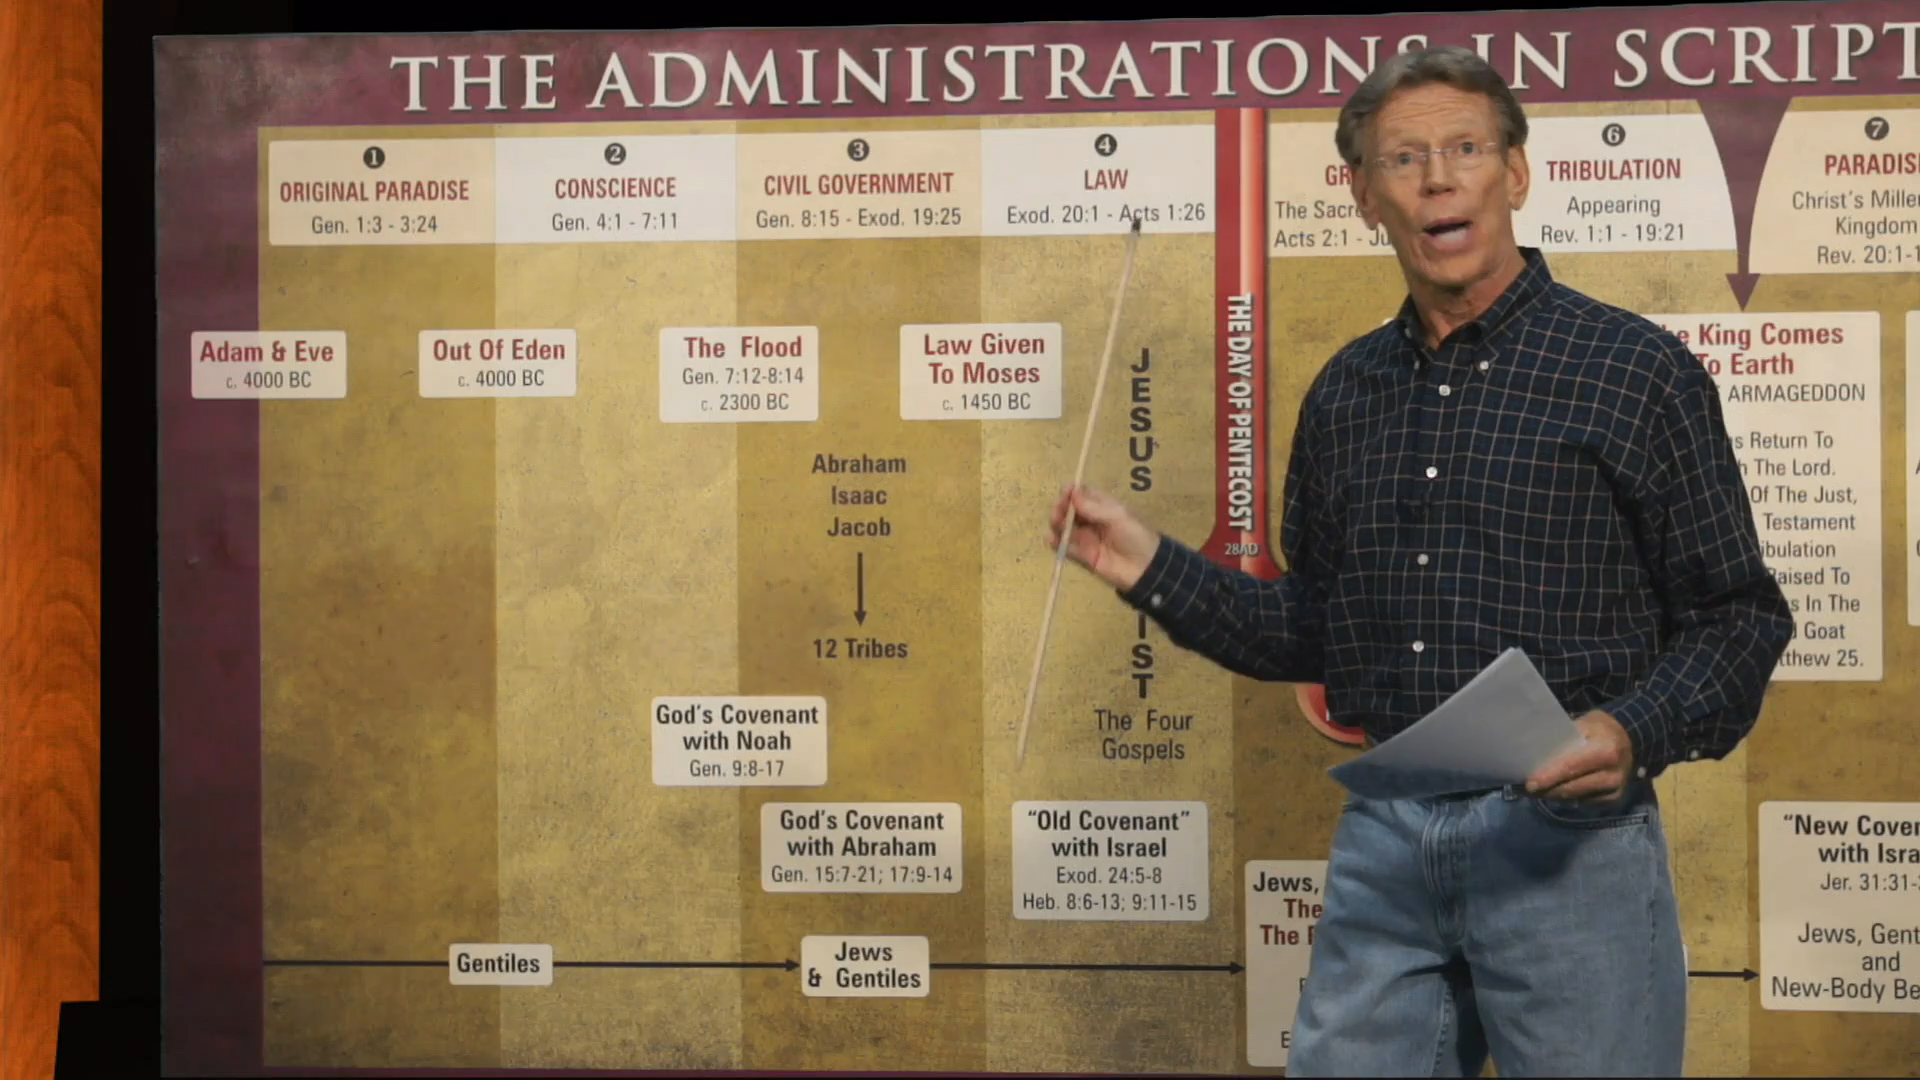 THE ADMINISTRATIONS IN SCRIPT
1
ORIGINAL PARADISE
Gen. 1:3 - 3:24
2
CONSCIENCE
Gen. 4:1 - 7:11
3
CIVIL GOVERNMENT
Gen. 8:15 - Exod. 19:25
4
LAW
Exod. 20:1 - Acts 1:26
GR
The Sacre
Acts 2:1 - Ju
6
TRIBULATION
Appearing
Rev. 1:1 - 19:21
7
PARADIS
Christ's Mille
Kingdom
Rev. 20:1-1
Adam & Eve
c. 4000 BC
Out Of Eden
c. 4000 BC
The Flood
Gen. 7:12-8:14
c. 2300 BC
Law Given
To Moses
c. 1450 BC
Abraham
Isaac
Jacob
12 Tribes
JESUS
IST
The Four
Gospels
THE DAY OF PENTECOST
28AD
e King Comes
o Earth
ARMAGEDDON
s Return To
h The Lord.
Of The Just,
Testament
ibulation
Raised To
s In The
Goat
tthew 25.
God's Covenant
with Noah
Gen. 9:8-17
God's Covenant
with Abraham
Gen. 15:7-21; 17:9-14
"Old Covenant"
with Israel
Exod. 24:5-8
Heb. 8:6-13; 9:11-15
Jews,
The
The
"New Cover
with Isra
Jer. 31:31-
Jews, Gent
and
New-Body Be
Gentiles
Jews
& Gentiles